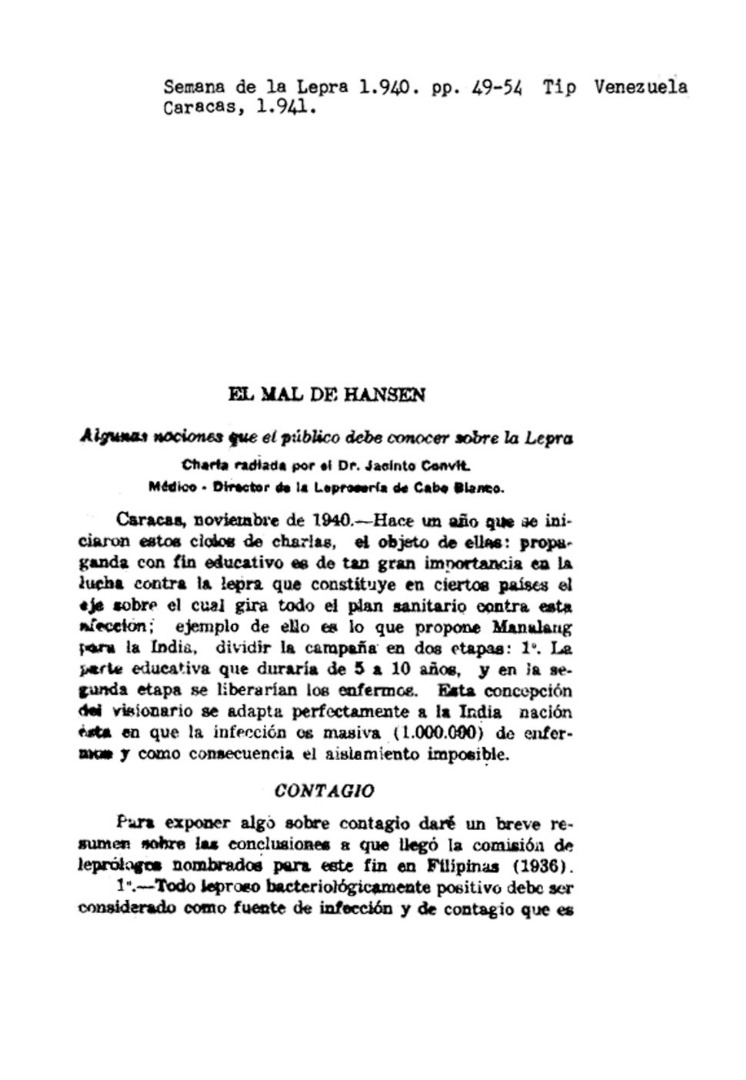 Semana de la Lepra 1.940. pp. 49-54 Tip Venezuela
Caracas, 1.941.
EL MAL DE HANSEN
Algunas nociones que el público debe conocer sobre la Lepra
Charla radiada por el Dr. Jacinto Convit.
Médico - Director de la Leprosería de Cabo Blanco.
Caracas, noviembre de 1940.—Hace un año que se ini-
ciaron estos ciclos de charlas, el objeto de ellas: propa-
ganda con fin educativo es de tan gran importancia en la
lucha contra la lepra que constituye en ciertos países el
eje sobre el cual gira todo el plan sanitario contra esta
afección; ejemplo de ello es lo que propone Manalang
para la India, dividir la campaña en dos etapas: 1º. La
parte educativa que duraría de 5 a 10 años, y en la se-
gunda etapa se liberarían los enfermos. Esta concepción
del visionario se adapta perfectamente a la India nación
ésta en que la infección es masiva (1.000.000) de enfer-
mos y como consecuencia el aislamiento imposible.
CONTAGIO
Para exponer algo sobre contagio daré un breve re-
sumen sobre las conclusiones a que llegó la comisión de
leprólogos nombrados para este fin en Filipinas (1936).
1º.—Todo leproso bacteriológicamente positivo debe ser
considerado como fuente de infección y de contagio que es